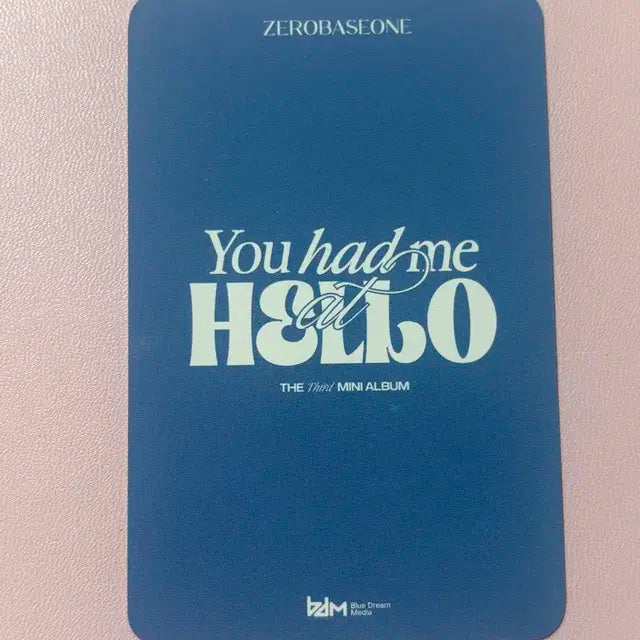 ZEROBASEONE
You had me
at
HELLO
THE Third MINI ALBUM
bdm Blue Dream
Media